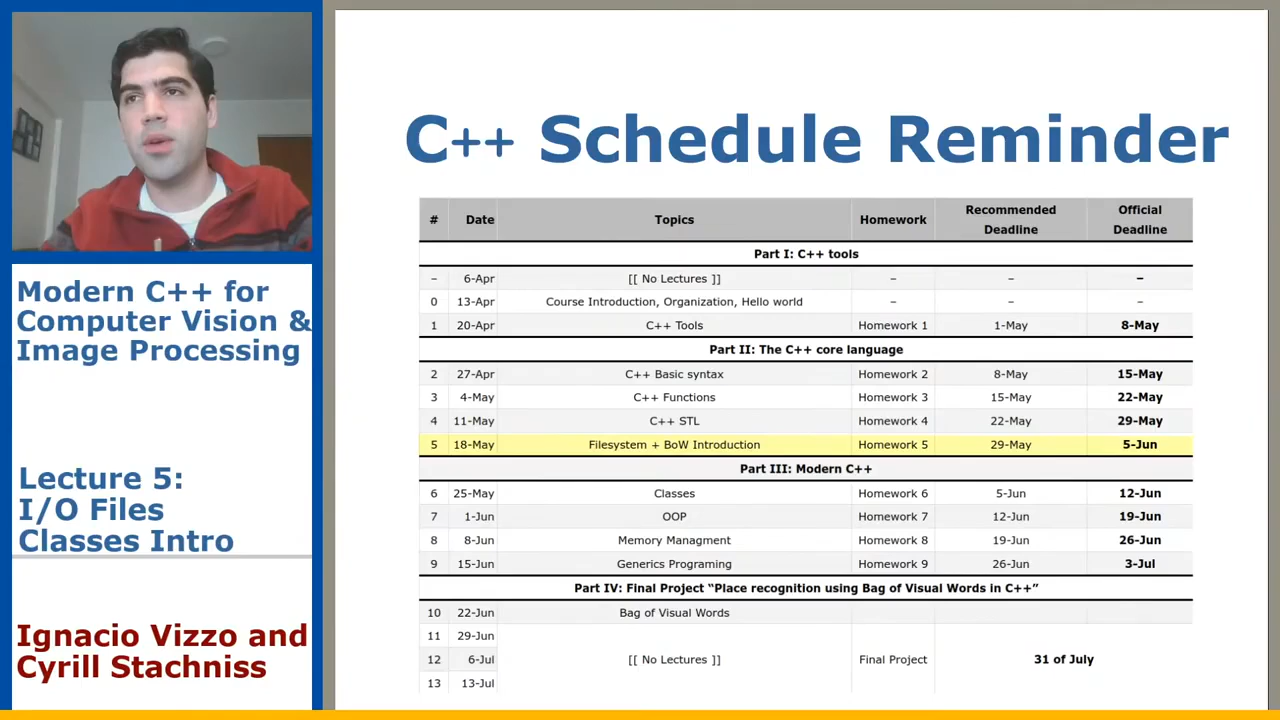 Modern C++ for
Computer Vision &
Image Processing
Lecture 5:
I/O Files
Classes Intro
Ignacio Vizzo and
Cyrill Stachniss
C++ Schedule Reminder
# Date Topics Homework Recommended Deadline Official Deadline
Part I: C++ tools
– 6-Apr [[ No Lectures ]] – – –
0 13-Apr Course Introduction, Organization, Hello world – – –
1 20-Apr C++ Tools Homework 1 1-May 8-May
Part II: The C++ core language
2 27-Apr C++ Basic syntax Homework 2 8-May 15-May
3 4-May C++ Functions Homework 3 15-May 22-May
4 11-May C++ STL Homework 4 22-May 29-May
5 18-May Filesystem + BoW Introduction Homework 5 29-May 5-Jun
Part III: Modern C++
6 25-May Classes Homework 6 5-Jun 12-Jun
7 1-Jun OOP Homework 7 12-Jun 19-Jun
8 8-Jun Memory Managment Homework 8 19-Jun 26-Jun
9 15-Jun Generics Programing Homework 9 26-Jun 3-Jul
Part IV: Final Project “Place recognition using Bag of Visual Words in C++”
10 22-Jun Bag of Visual Words
11 29-Jun
12 6-Jul [[ No Lectures ]] Final Project 31 of July
13 13-Jul